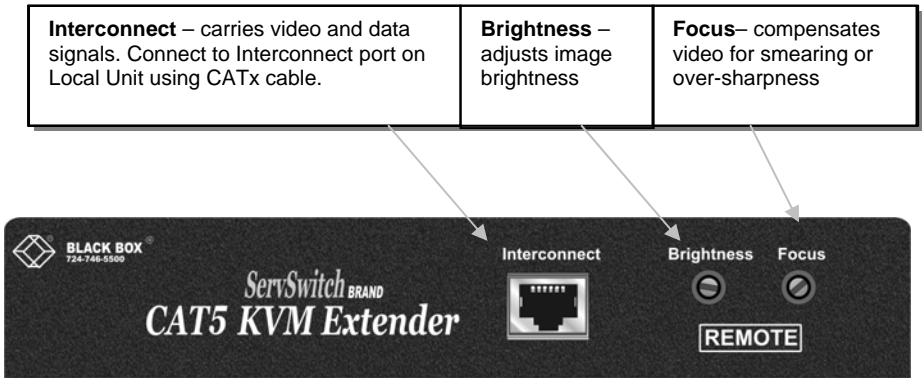 Interconnect – carries video and data
signals. Connect to Interconnect port on
Local Unit using CATx cable.
Brightness –
adjusts image
brightness
Focus– compensates
video for smearing or
over-sharpness
BLACK BOX®
724-746-5500
ServSwitch BRAND
CAT5 KVM Extender
Interconnect
Brightness
Focus
REMOTE